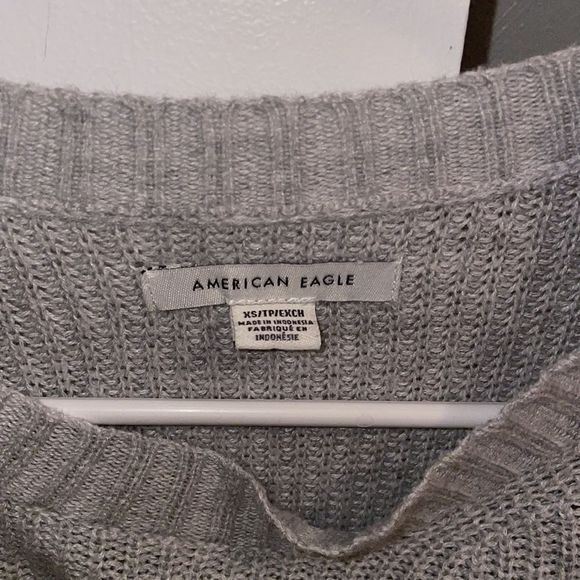 AMERICAN EAGLE
XS/TP/EXCH
MADE IN INDONESIA
FABRIQUÉ EN
INDONÉSIE